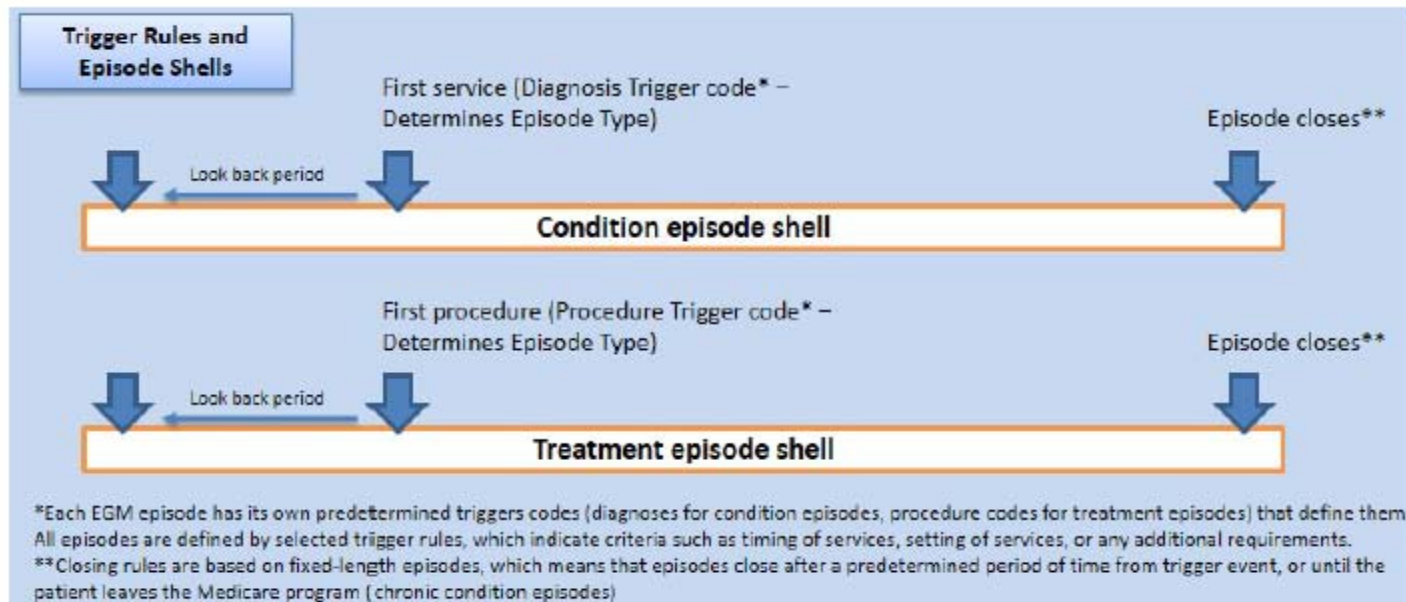 Trigger Rules and
Episode Shells
First service (Diagnosis Trigger code* –
Determines Episode Type)
Episode closes**
Look back period
Condition episode shell
First procedure (Procedure Trigger code* –
Determines Episode Type)
Episode closes**
Look back period
Treatment episode shell
*Each EGM episode has its own predetermined triggers codes (diagnoses for condition episodes, procedure codes for treatment episodes) that define them
All episodes are defined by selected trigger rules, which indicate criteria such as timing of services, setting of services, or any additional requirements.
**Closing rules are based on fixed-length episodes, which means that episodes close after a predetermined period of time from trigger event, or until the
patient leaves the Medicare program (chronic condition episodes)